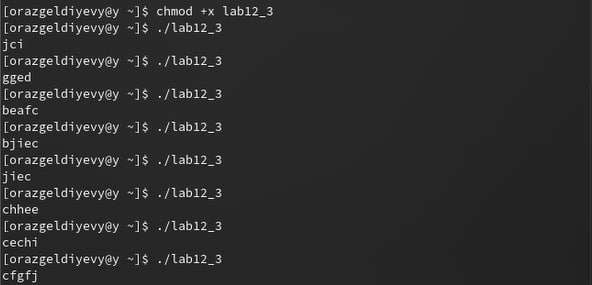 [orazgeldiyevy@y ~]$ chmod +x lab12_3
[orazgeldiyevy@y ~]$ ./lab12_3
jci
[orazgeldiyevy@y ~]$ ./lab12_3
gged
[orazgeldiyevy@y ~]$ ./lab12_3
beafc
[orazgeldiyevy@y ~]$ ./lab12_3
bjiec
[orazgeldiyevy@y ~]$ ./lab12_3
jiec
[orazgeldiyevy@y ~]$ ./lab12_3
chhee
[orazgeldiyevy@y ~]$ ./lab12_3
cechi
[orazgeldiyevy@y ~]$ ./lab12_3
cfgfj